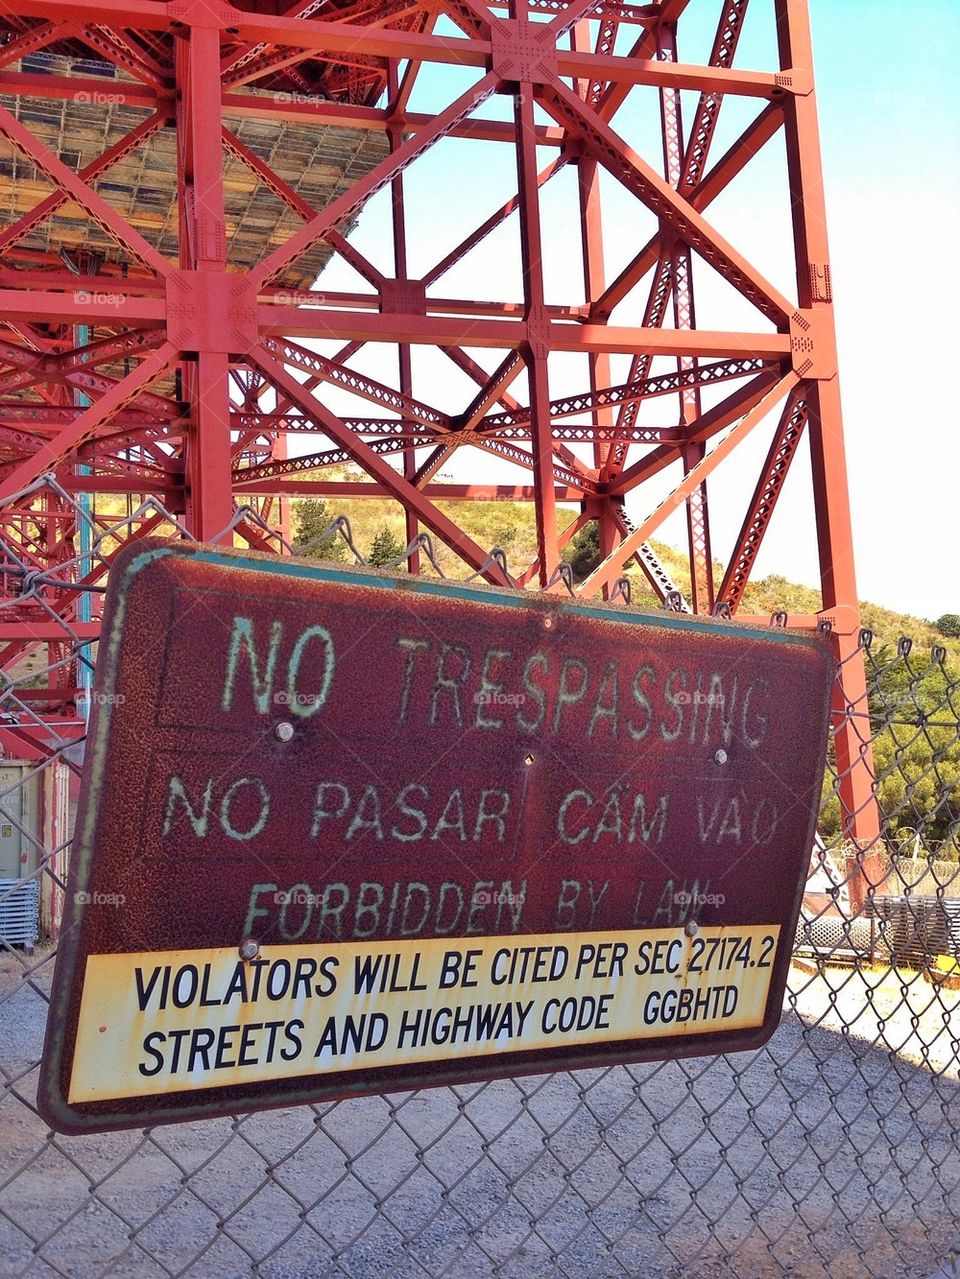 NO TRESPASSING
NO PASAR CẤM VÀO
FORBIDDEN BY LAW
VIOLATORS WILL BE CITED PER SEC 27174.2
STREETS AND HIGHWAY CODE GGBHTD
foap